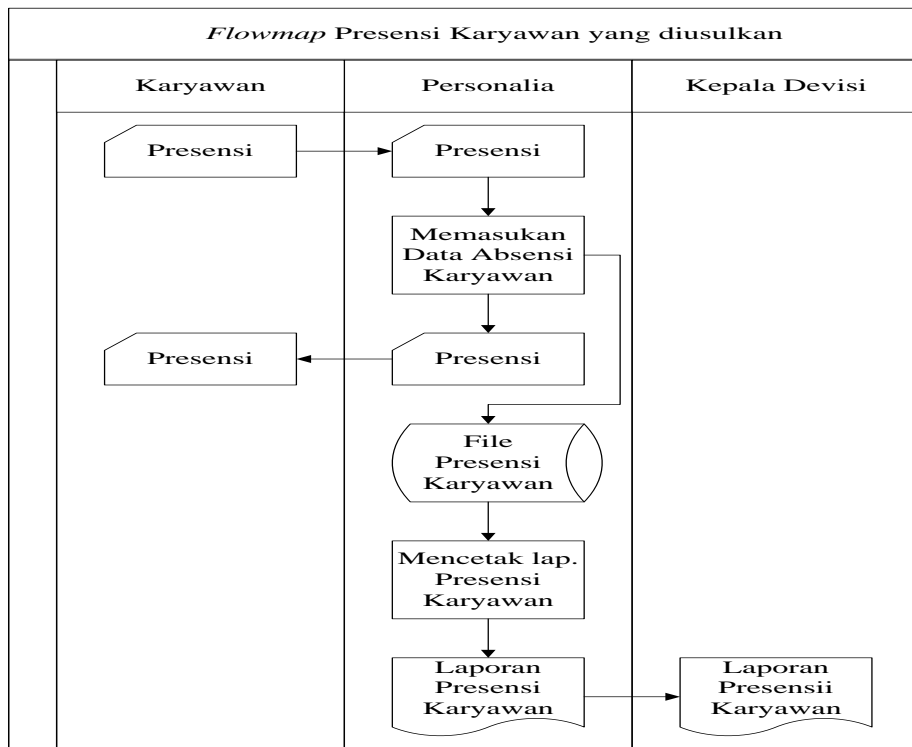 Flowmap Presensi Karyawan yang diusulkan
Karyawan
Personalia
Kepala Devisi
Presensi
Presensi
Memasukan
Data Absensi
Karyawan
Presensi
Presensi
File
Presensi
Karyawan
Mencetak lap.
Presensi
Karyawan
Laporan
Presensi
Karyawan
Laporan
Presensii
Karyawan